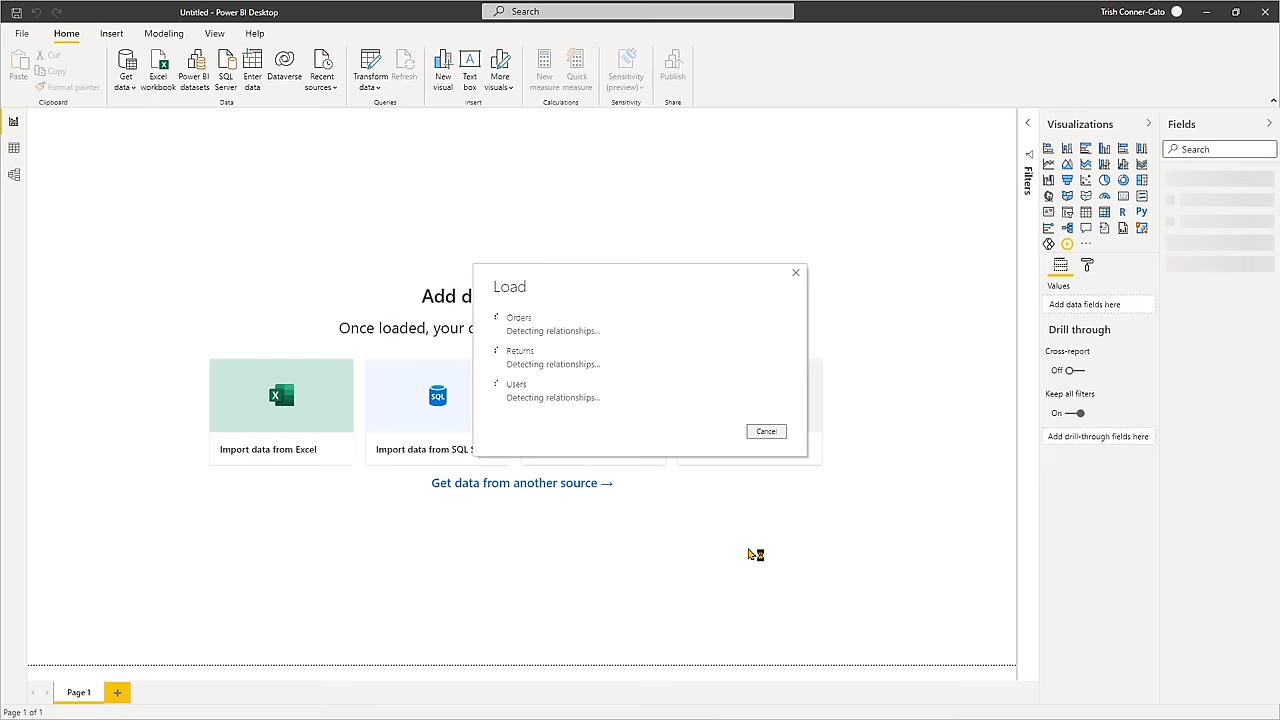 Untitled - Power BI Desktop
Search
Trish Conner-Cato
File Home Insert Modeling View Help
Paste
Cut
Copy
Format painter
Clipboard
Get data
Excel workbook
Power BI datasets
SQL Server
Enter data
Dataverse
Recent sources
Data
Transform data
Refresh
Queries
New visual
Text box
More visuals
Insert
New measure
Quick measure
Calculations
Sensitivity (preview)
Sensitivity
Publish
Share
Filters
Visualizations
R
Py
Values
Add data fields here
Drill through
Cross-report
Off
Keep all filters
On
Add drill-through fields here
Fields
Search
Add d
Once loaded, your
SQL
Import data from Excel
Import data from SQL S
Get data from another source →
Load
Orders
Detecting relationships...
Returns
Detecting relationships...
Users
Detecting relationships...
Cancel
Page 1
Page 1 of 1